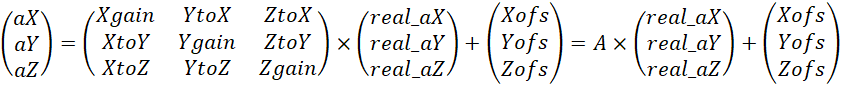 (aX aY aZ) = (Xgain YtoX ZtoX XtoY Ygain ZtoY XtoZ YtoZ Zgain) × (real_aX real_aY real_aZ) + (Xofs Yofs Zofs) = A × (real_aX real_aY real_aZ) + (Xofs Yofs Zofs)